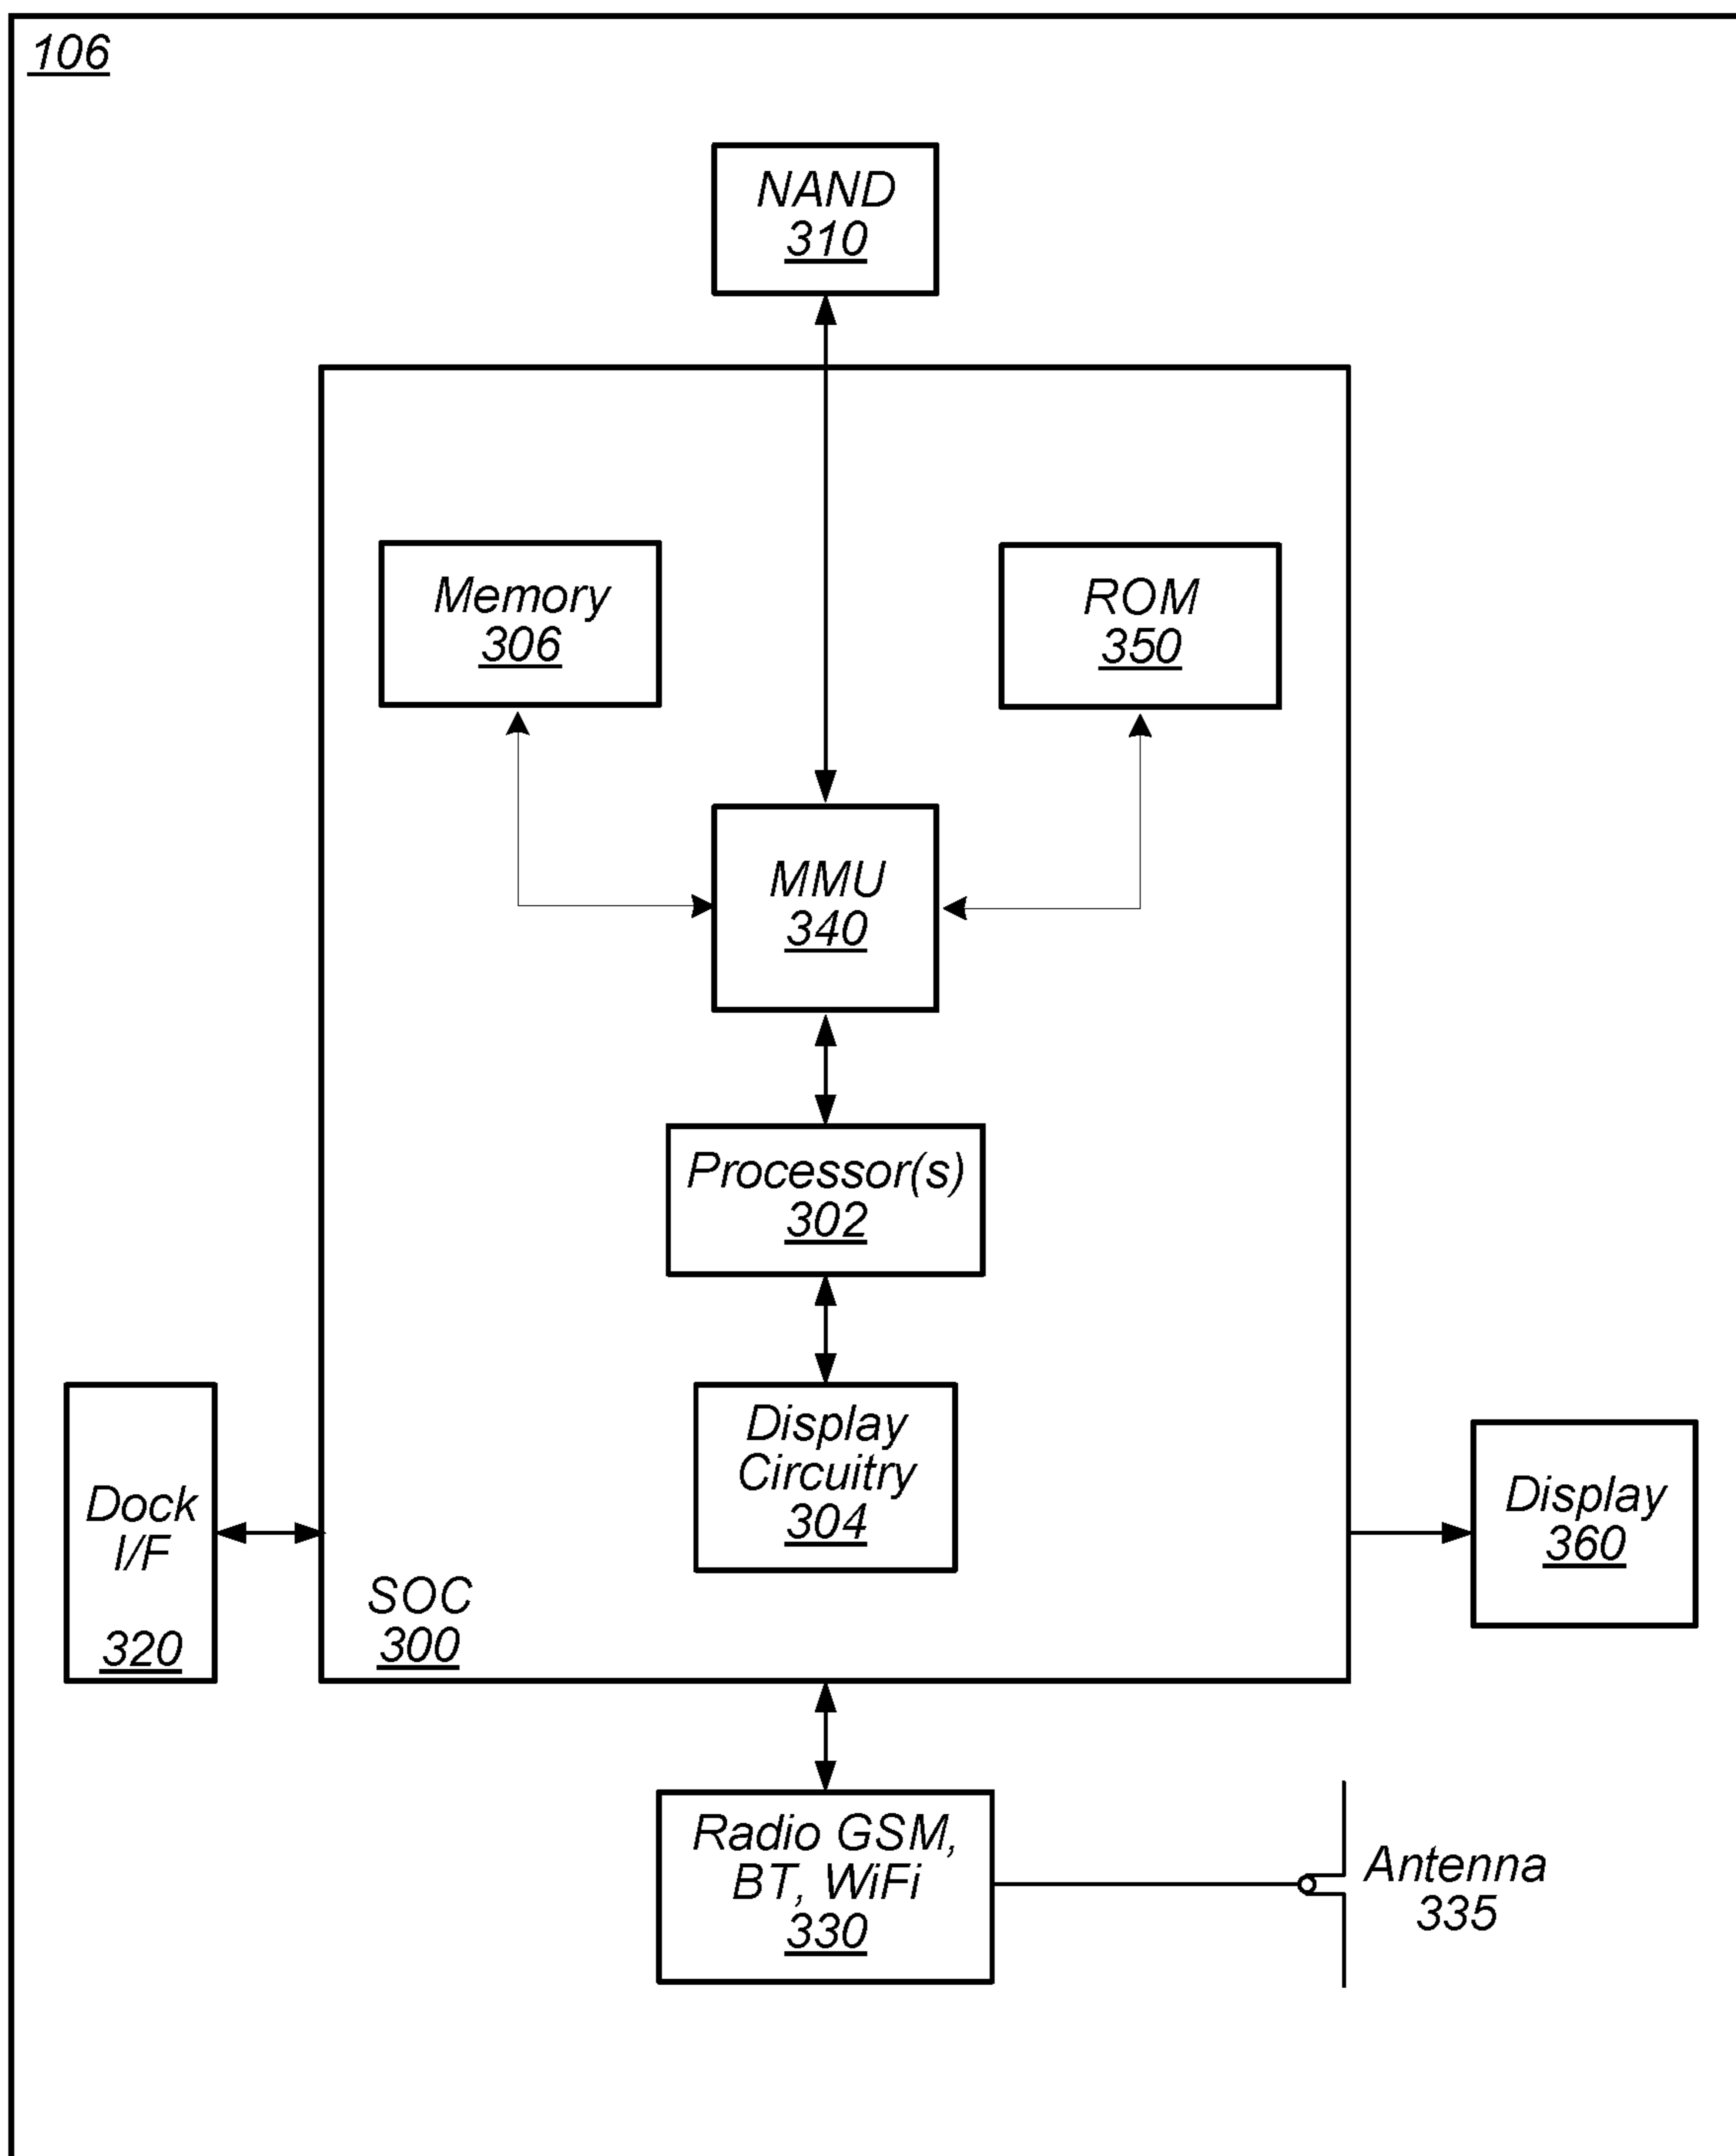 106
NAND
310
Memory
306
ROM
350
MMU
340
Processor(s)
302
Display
Circuitry
304
Dock
I/F
320
SOC
300
Display
360
Radio GSM,
BT, WiFi
330
Antenna
335